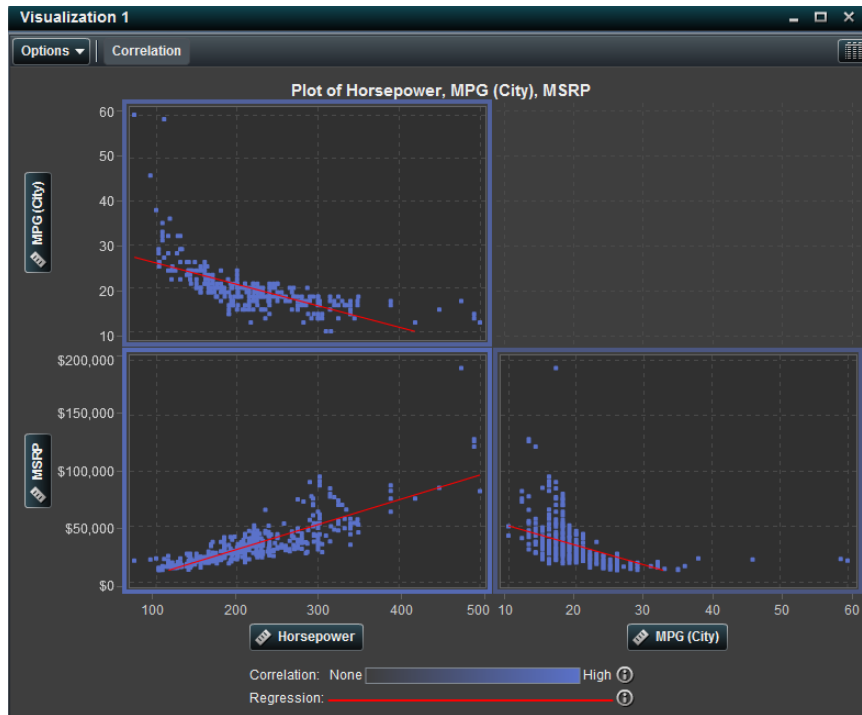 Visualization 1
Options
Correlation
Plot of Horsepower, MPG (City), MSRP
60
50
40
30
20
10
MPG (City)
$200,000
$150,000
$100,000
$50,000
$0
MSRP
100 200 300 400 500 10 20 30 40 50 60
Horsepower
MPG (City)
Correlation: None High
Regression: